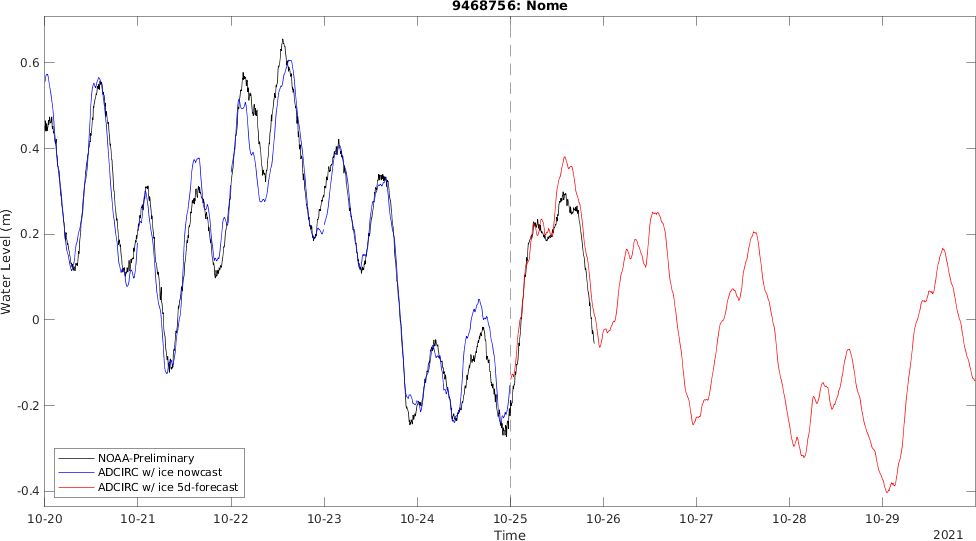 9468756: Nome
Water Level (m)
0.6
0.4
0.2
0
-0.2
-0.4
NOAA-Preliminary
ADCIRC w/ ice nowcast
ADCIRC w/ ice 5d-forecast
10-20 10-21 10-22 10-23 10-24 10-25 10-26 10-27 10-28 10-29
Time
2021